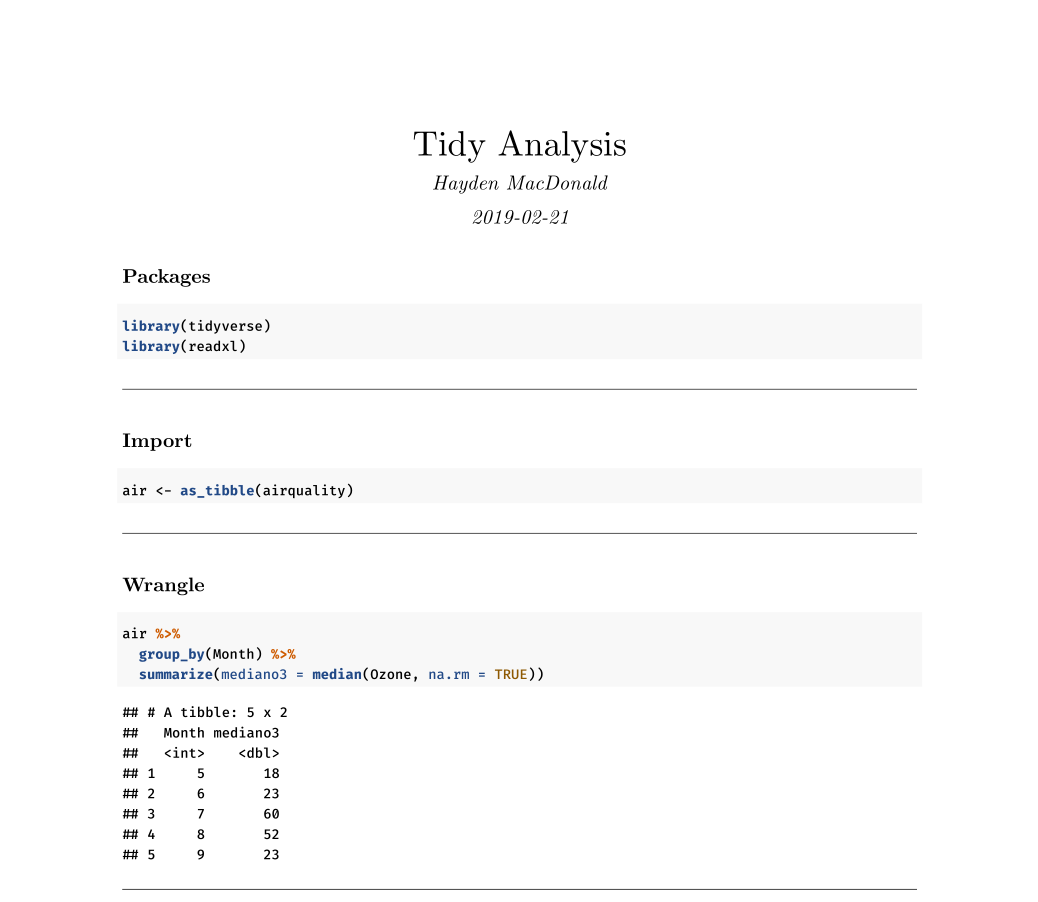 Tidy Analysis
Hayden MacDonald
2019-02-21
Packages
library(tidyverse)
library(readxl)
Import
air <- as_tibble(airquality)
Wrangle
air %>%
  group_by(Month) %>%
  summarize(mediano3 = median(Ozone, na.rm = TRUE))
## # A tibble: 5 x 2
##   Month mediano3
##   <int>    <dbl>
## 1     5       18
## 2     6       23
## 3     7       60
## 4     8       52
## 5     9       23